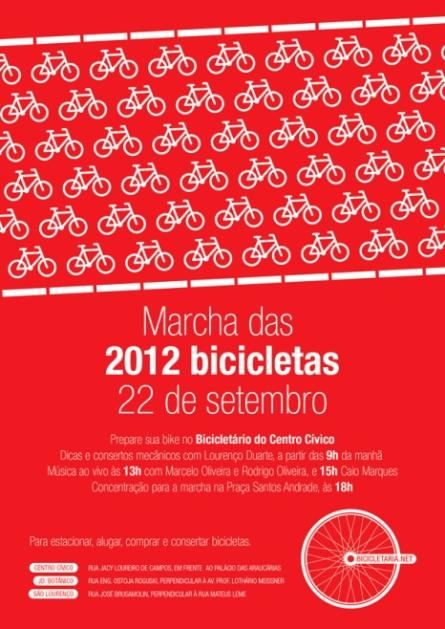 Marcha das
2012 bicicletas
22 de setembro
Prepare sua bike no Bicicletário do Centro Cívico
Dicas e consertos mecânicos com Lourenço Duarte, a partir das 9h da manhã
Música ao vivo às 13h com Marcelo Oliveira e Rodrigo Oliveira, e 15h Caio Marques
Concentração para a marcha na Praça Santos Andrade, às 18h
Para estacionar, alugar, comprar e consertar bicicletas.
CENTRO CÍVICO RUA JACY LOUREIRO DE CAMPOS, EM FRENTE AO PALÁCIO DAS ARAUCÁRIAS
JD. BOTÂNICO RUA ENG. OSTOJA ROGUSKI, PERPENDICULAR À AV. PROF. LOTHÁRIO MEISSNER
SÃO LOURENÇO RUA JOSÉ BRUSAMOLIN, PERPENDICULAR À RUA MATEUS LEME
BICICLETARIA.NET